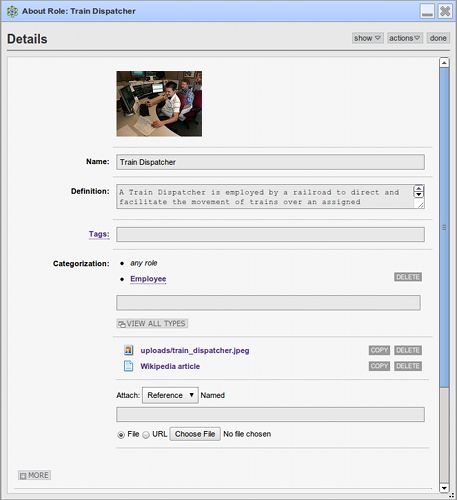 About Role: Train Dispatcher
Details
show
actions
done
Name:
Train Dispatcher
Definition:
A Train Dispatcher is employed by a railroad to direct and
facilitate the movement of trains over an assigned
Tags:
Categorization:
any role
Employee
DELETE
VIEW ALL TYPES
uploads/train_dispatcher.jpeg
COPY
DELETE
Wikipedia article
COPY
DELETE
Attach: Reference Named
File URL Choose File No file chosen
MORE